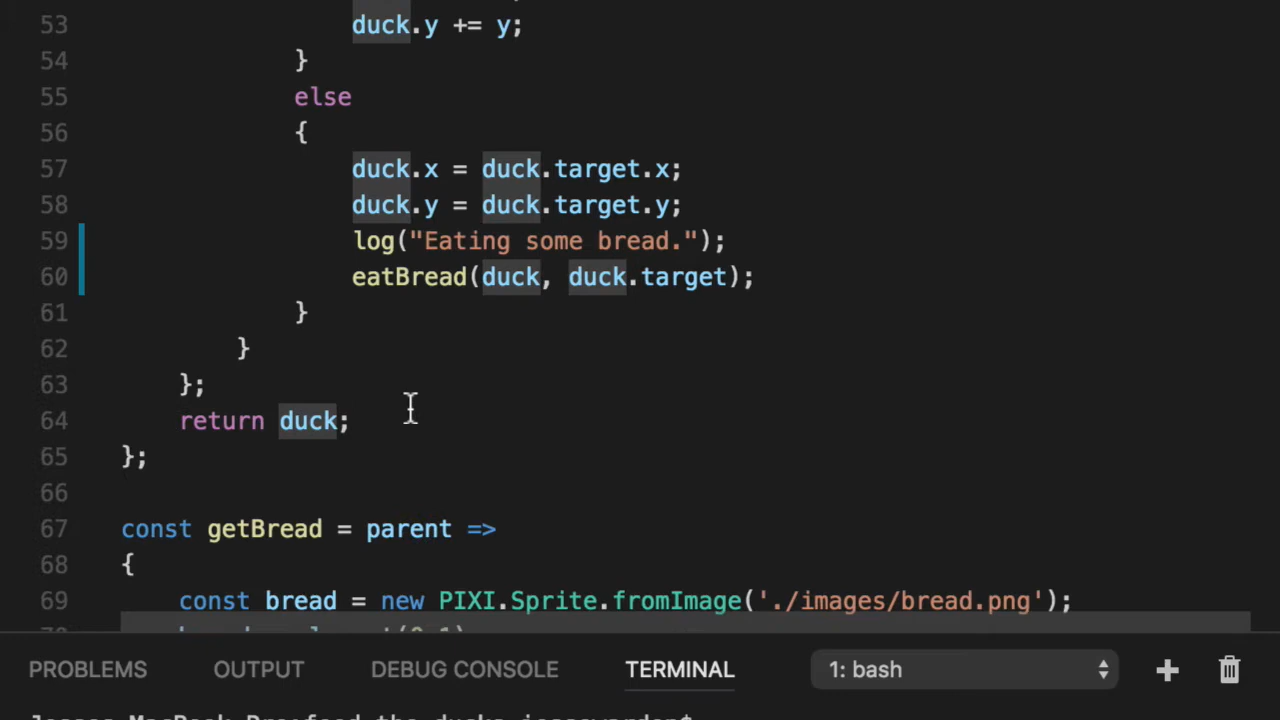 53 duck.y += y;
54 }
55 else
56 {
57 duck.x = duck.target.x;
58 duck.y = duck.target.y;
59 log("Eating some bread.");
60 eatBread(duck, duck.target);
61 }
62 }
63 };
64 return duck;
65 };
66
67 const getBread = parent =>
68 {
69 const bread = new PIXI.Sprite.fromImage('./images/bread.png');
PROBLEMS OUTPUT DEBUG CONSOLE TERMINAL 1: bash